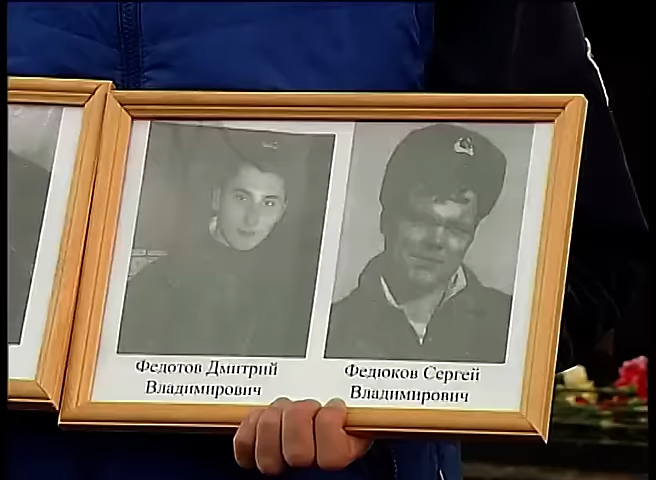 Федотов Дмитрий
Владимирович
Федюков Сергей
Владимирович